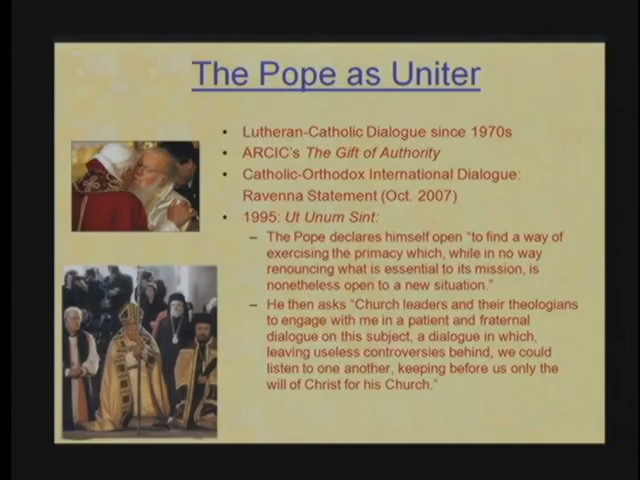 The Pope as Uniter
• Lutheran-Catholic Dialogue since 1970s
• ARCIC's The Gift of Authority
• Catholic-Orthodox International Dialogue:
Ravenna Statement (Oct. 2007)
• 1995: Ut Unum Sint:
– The Pope declares himself open "to find a way of
exercising the primacy which, while in no way
renouncing what is essential to its mission, is
nonetheless open to a new situation."
– He then asks "Church leaders and their theologians
to engage with me in a patient and fraternal
dialogue on this subject, a dialogue in which,
leaving useless controversies behind, we could
listen to one another, keeping before us only the
will of Christ for his Church."